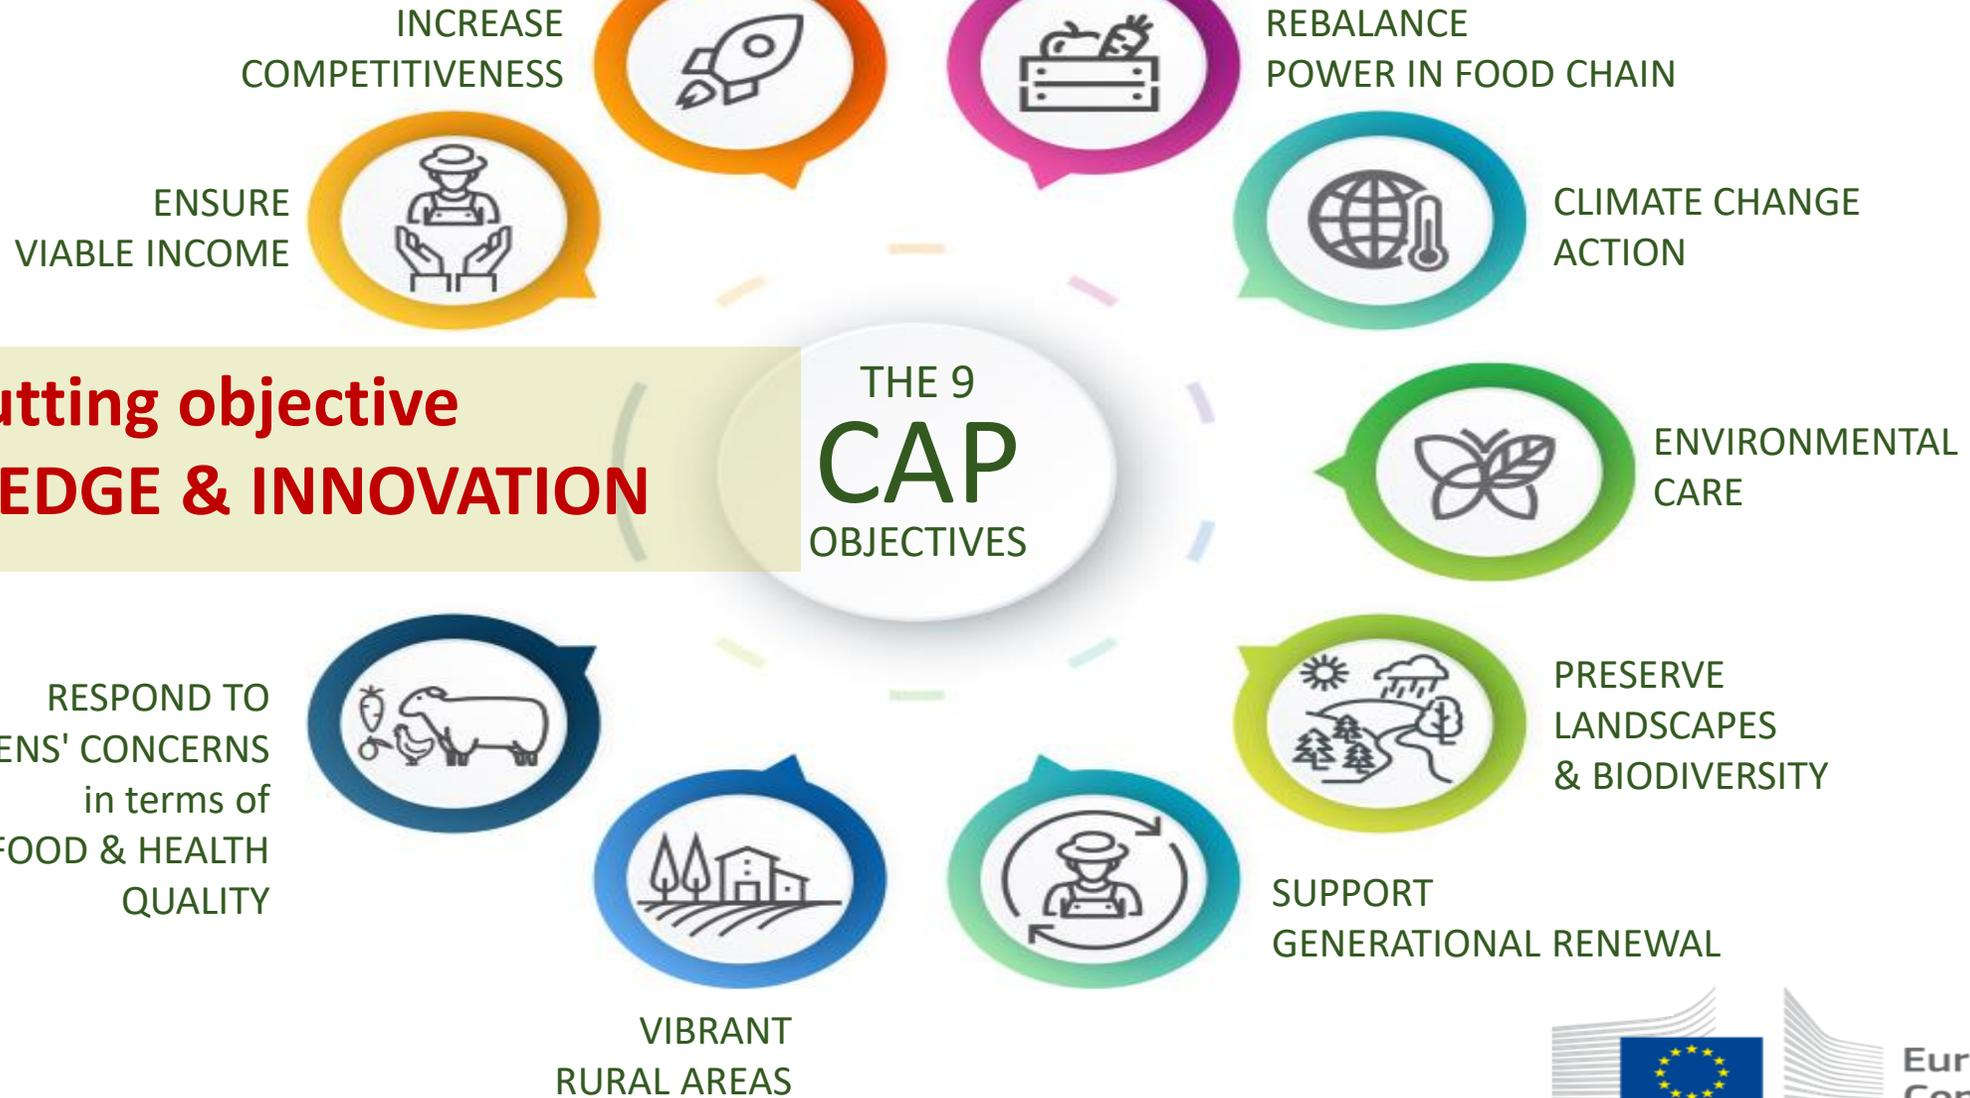 INCREASE
COMPETITIVENESS
REBALANCE
POWER IN FOOD CHAIN
ENSURE
VIABLE INCOME
CLIMATE CHANGE
ACTION
utting objective
EDGE & INNOVATION
THE 9
CAP
OBJECTIVES
ENVIRONMENTAL
CARE
RESPOND TO
ENS' CONCERNS
in terms of
FOOD & HEALTH
QUALITY
PRESERVE
LANDSCAPES
& BIODIVERSITY
SUPPORT
GENERATIONAL RENEWAL
VIBRANT
RURAL AREAS
Eur